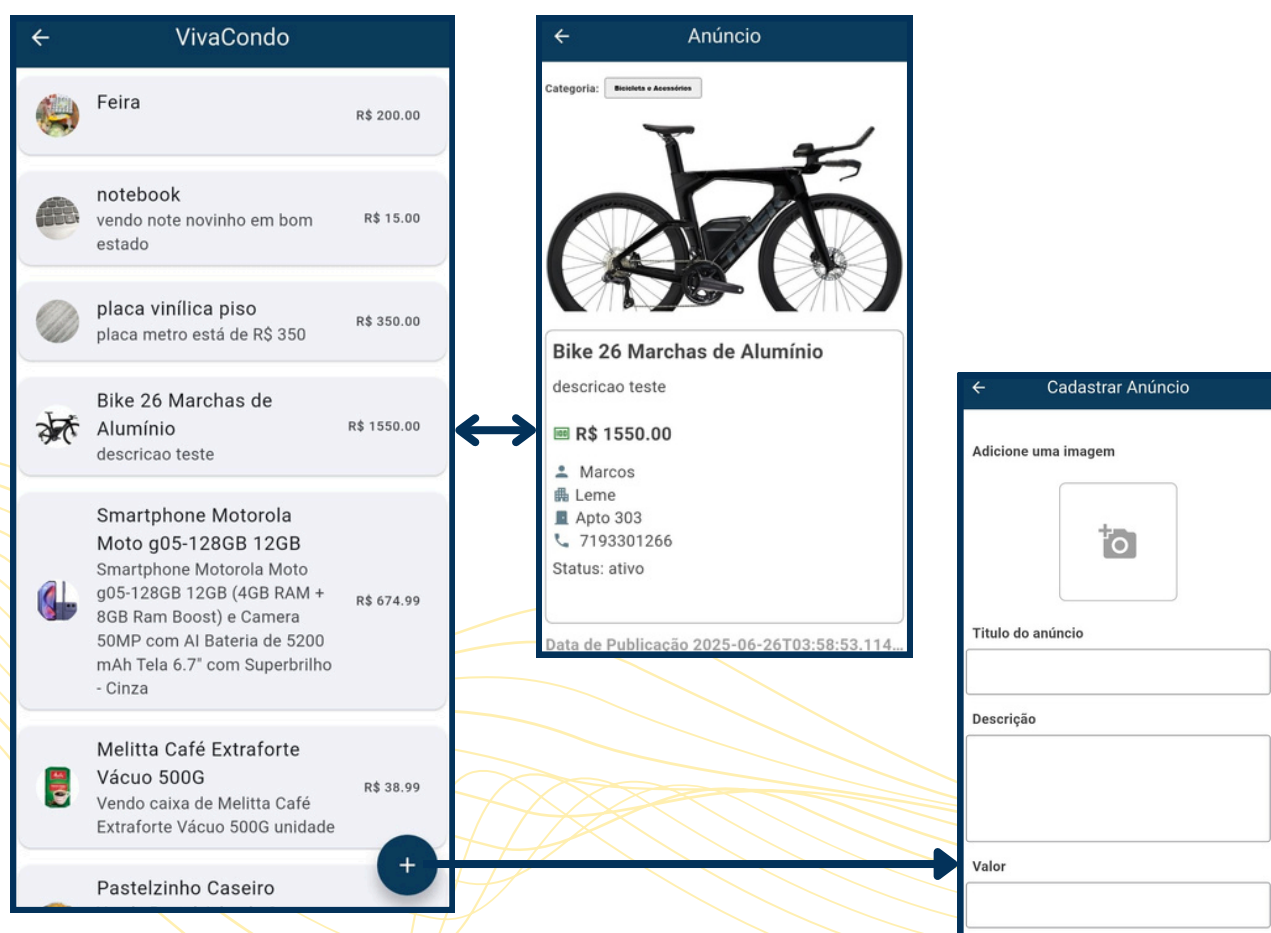 VivaCondo
Feira
R$ 200.00
notebook
vendo note novinho em bom
estado
R$ 15.00
placa vinílica piso
placa metro está de R$ 350
R$ 350.00
Bike 26 Marchas de
Alumínio
descricao teste
R$ 1550.00
Smartphone Motorola
Moto g05-128GB 12GB
Smartphone Motorola Moto
g05-128GB 12GB (4GB RAM +
8GB Ram Boost) e Camera
50MP com AI Bateria de 5200
mAh Tela 6.7" com Superbrilho
- Cinza
R$ 674.99
Melitta Café Extraforte
Vácuo 500G
Vendo caixa de Melitta Café
Extraforte Vácuo 500G unidade
R$ 38.99
+
Pastelzinho Caseiro
Anúncio
Categoria:
Bicicleta e Acessórios
TREK
Bike 26 Marchas de Alumínio
descricao teste
R$ 1550.00
Marcos
Leme
Apto 303
7193301266
Status: ativo
Data de Publicação 2025-06-26T03:58:53.114...
Cadastrar Anúncio
Adicione uma imagem
Titulo do anúncio
Descrição
Valor